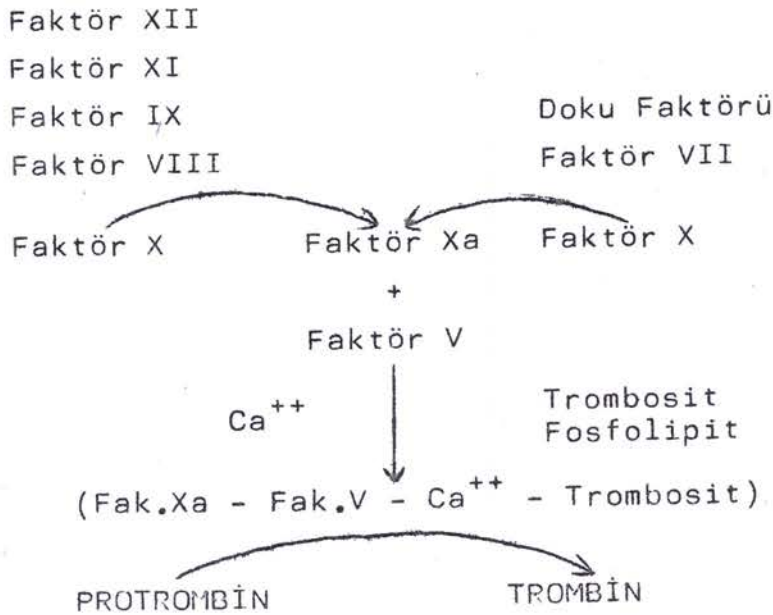 Faktör XII
Faktör XI
Faktör IX
Faktör VIII
Doku Faktörü
Faktör VII
Faktör X
Faktör Xa
Faktör X
+
Faktör V
Ca++
Trombosit
Fosfolipit
(Fak.Xa - Fak.V - Ca++ - Trombosit)
PROTROMBİN
TROMBİN